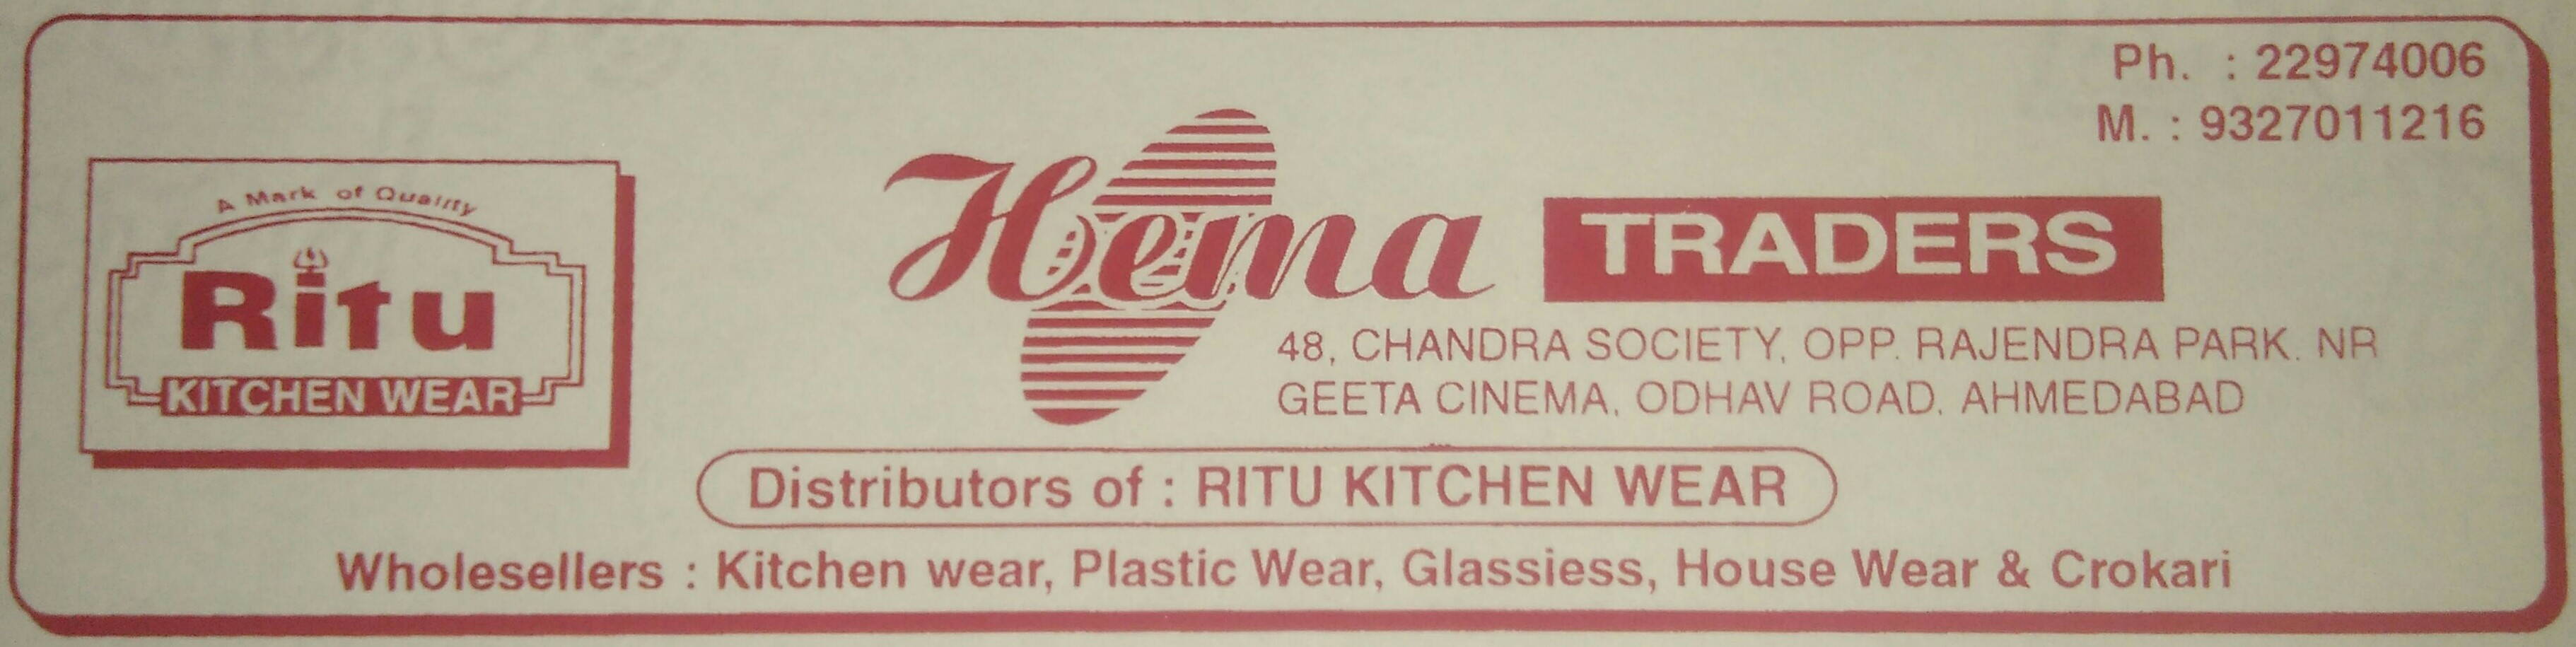 Ph. : 22974006
M. : 9327011216
A Mark of Quality
Ritu
KITCHEN WEAR
Hema TRADERS
48, CHANDRA SOCIETY, OPP. RAJENDRA PARK. NR
GEETA CINEMA, ODHAV ROAD, AHMEDABAD
Distributors of : RITU KITCHEN WEAR
Wholesellers : Kitchen wear, Plastic Wear, Glassiess, House Wear & Crokari